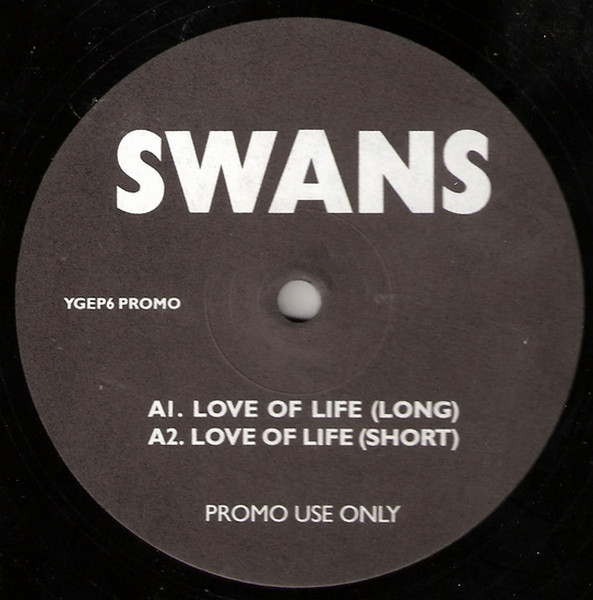 SWANS
YGEP6 PROMO
A1. LOVE OF LIFE (LONG)
A2. LOVE OF LIFE (SHORT)
PROMO USE ONLY